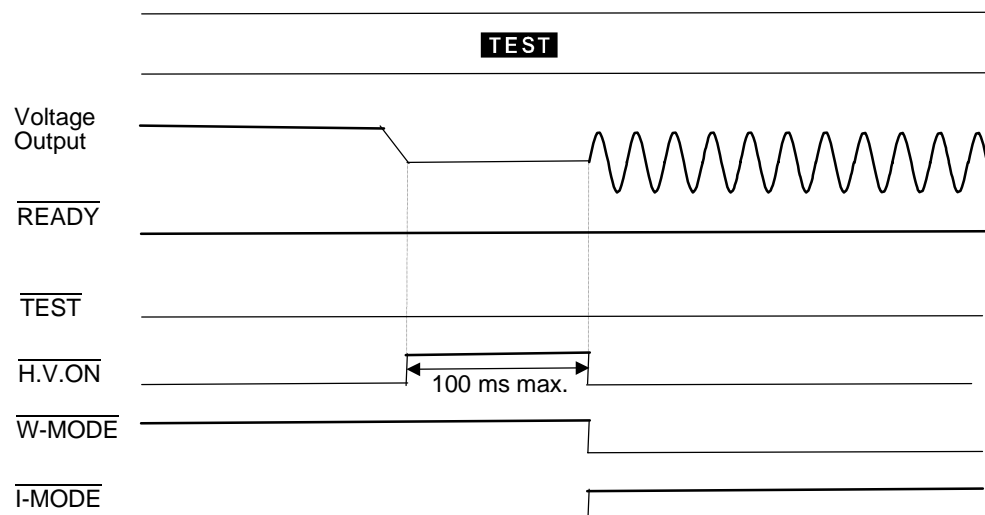 TEST
Voltage
Output
READY
TEST
H.V.ON
100 ms max.
W-MODE
I-MODE